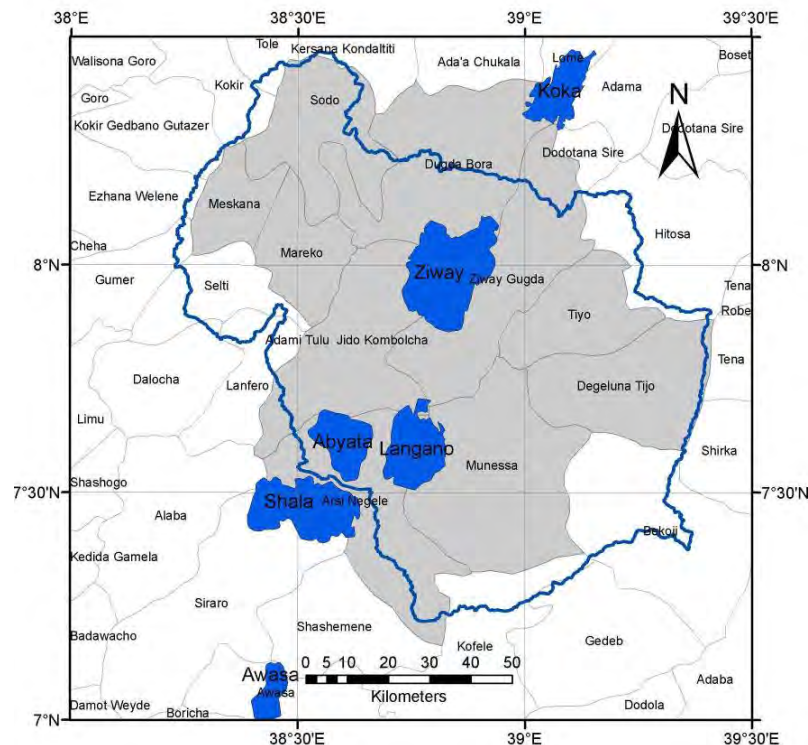 38°E 38°30'E 39°E 39°30'E
Tole
Kersana Kondaltiti
Walisona Goro
Ada'a Chukala
Lome
Boset
Kokir
Koka
Adama
Goro
Sodo
N
Kokir Gedbano Gutazer
Dodotana Sire
Dodotana Sire
Dugda Bora
Ezhana Welene
Meskana
Hitosa
Cheha
Mareko
8°N
Ziway
Ziway Gugda
8°N
Gumer
Selti
Tena
Robe
Tiyo
Adami Tulu Jido Kombolcha
Tena
Dalocha
Lanfero
Degeluna Tijo
Limu
Abyata
Langano
Shirka
Munessa
Shashogo
7°30'N
7°30'N
Shala
Arsi Negele
Alaba
Bekoji
Kedida Gamela
Siraro
Shashemene
Badawacho
Gedeb
Kofele
Awasa
Awasa
0 5 10 20 30 40 50
Kilometers
Adaba
Damot Weyde
Boricha
Dodola
7°N
7°N
38°E 38°30'E 39°E 39°30'E